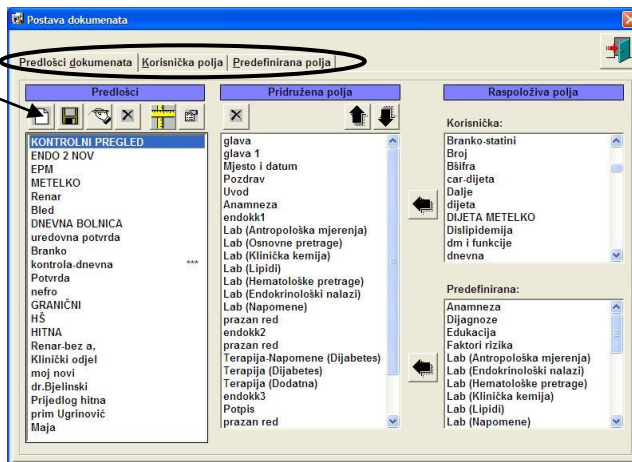 Postava dokumenata
Predlošci dokumenata Korisnička polja Predefinirana polja
Predlošci
KONTROLNI PREGLED
ENDO 2 NOV
EPM
METELKO
Renar
Bled
DNEVNA BOLNICA
uredovna potvrda
Branko
kontrola-dnevna ***
Potvrda
nefro
GRANIČNI
HŠ
HITNA
Renar-bez a,
Klinički odjel
moj novi
dr.Bjelinski
Prijedlog hitna
prim Ugrinović
Maja
Pridružena polja
glava
glava 1
Mjesto i datum
Pozdrav
Uvod
Anamneza
endokk1
Lab (Antropološka mjerenja)
Lab (Osnovne pretrage)
Lab (Klinička kemija)
Lab (Lipidi)
Lab (Hematološke pretrage)
Lab (Endokrinološki nalazi)
Lab (Napomene)
prazan red
endokk2
prazan red
Terapija-Napomene (Dijabetes)
Terapija (Dijabetes)
Terapija (Dodatna)
endokk3
Potpis
prazan red
Raspoloživa polja
Korisnička:
Branko-statini
Broj
Bšifra
car-dijeta
Dalje
dijeta
DIJETA METELKO
Dislipidemija
dm i funkcije
dnevna
Predefinirana:
Anamneza
Dijagnoze
Edukacija
Faktori rizika
Lab (Antropološka mjerenja)
Lab (Endokrinološki nalazi)
Lab (Hematološke pretrage)
Lab (Klinička kemija)
Lab (Lipidi)
Lab (Napomene)